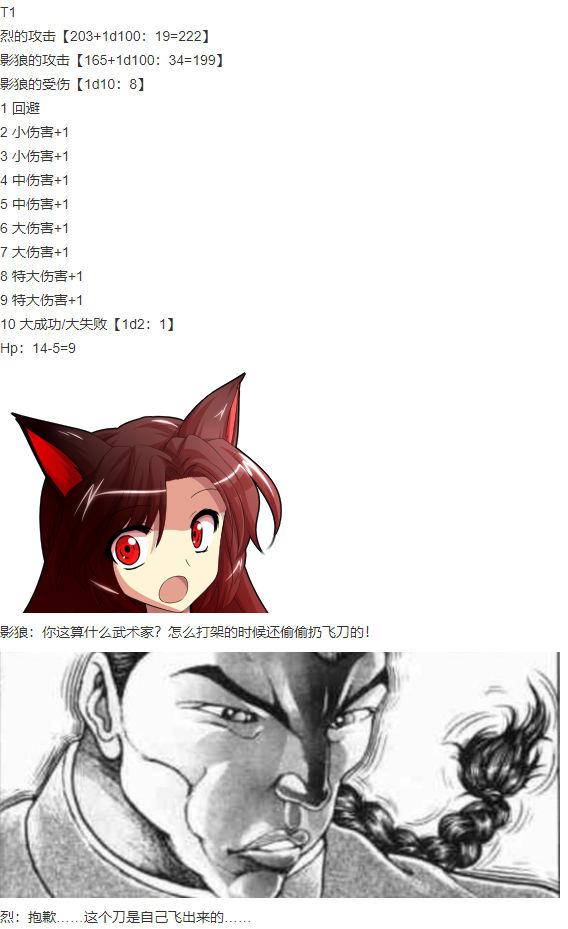 T1
烈的攻击【203+1d100：19=222】
影狼的攻击【165+1d100：34=199】
影狼的受伤【1d10：8】
1 回避
2 小伤害+1
3 小伤害+1
4 中伤害+1
5 中伤害+1
6 大伤害+1
7 大伤害+1
8 特大伤害+1
9 特大伤害+1
10 大成功/大失败【1d2：1】
Hp：14-5=9
影狼：你这算什么武术家？怎么打架的时候还偷偷扔飞刀的！
烈：抱歉……这个刀是自己飞出来的……